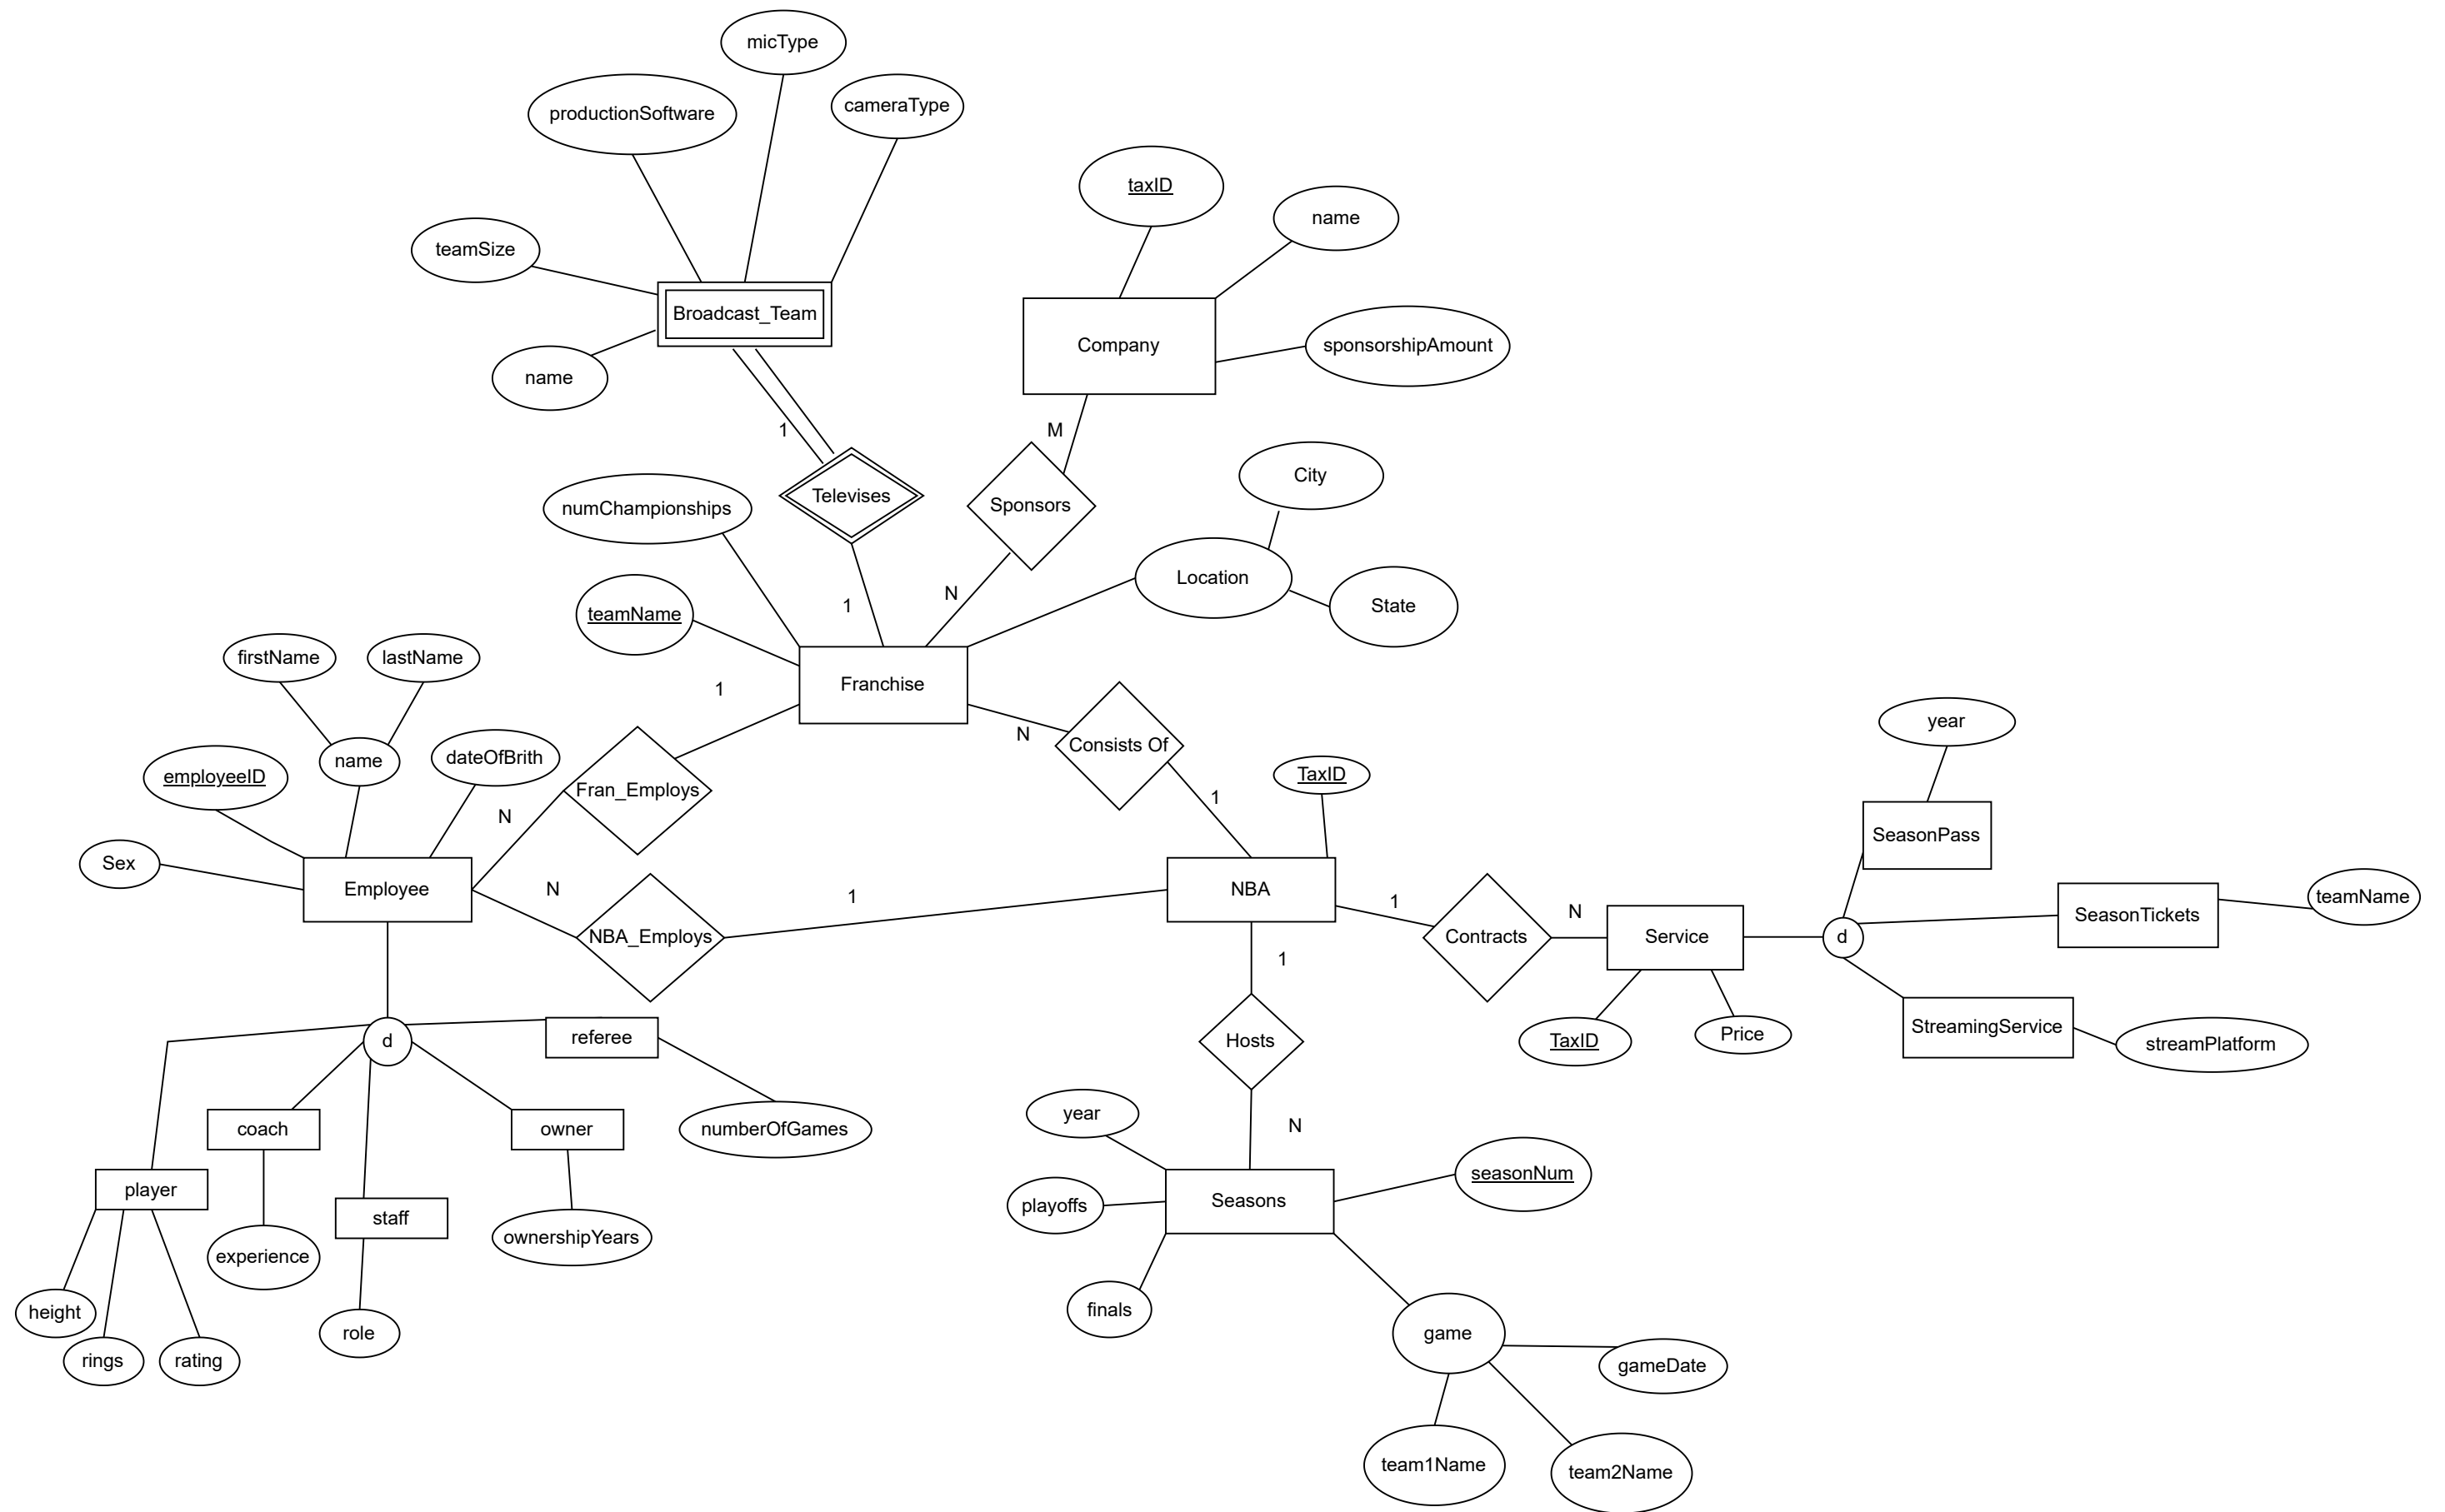 micType
cameraType
productionSoftware
taxID
name
teamSize
Broadcast_Team
Company
sponsorshipAmount
name
1
M
City
numChampionships
Televises
Sponsors
Location
N
1
State
teamName
firstName
lastName
1
Franchise
year
N
Consists Of
name
dateOfBrith
employeeID
TaxID
Fran_Employs
1
N
SeasonPass
Sex
Employee
N
1
NBA
1
N
teamName
SeasonTickets
NBA_Employs
Contracts
Service
d
1
d
referee
Hosts
TaxID
Price
StreamingService
streamPlatform
year
N
coach
owner
numberOfGames
seasonNum
player
playoffs
Seasons
staff
ownershipYears
experience
height
finals
role
game
rings
rating
gameDate
team1Name
team2Name